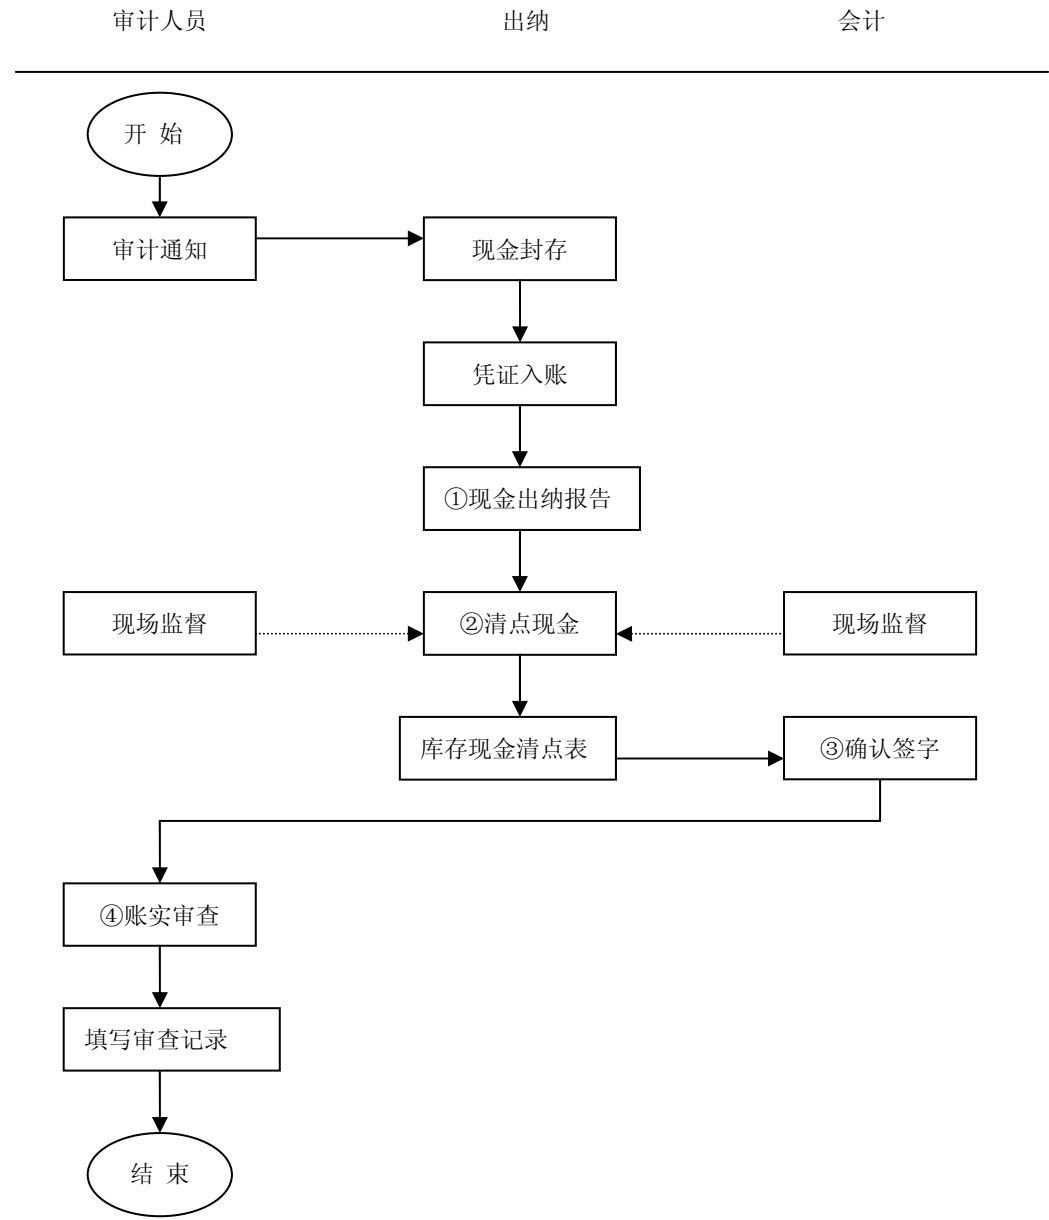 审计人员
出纳
会计
开 始
审计通知
现金封存
凭证入账
①现金出纳报告
现场监督
②清点现金
现场监督
库存现金清点表
③确认签字
④账实审查
填写审查记录
结 束